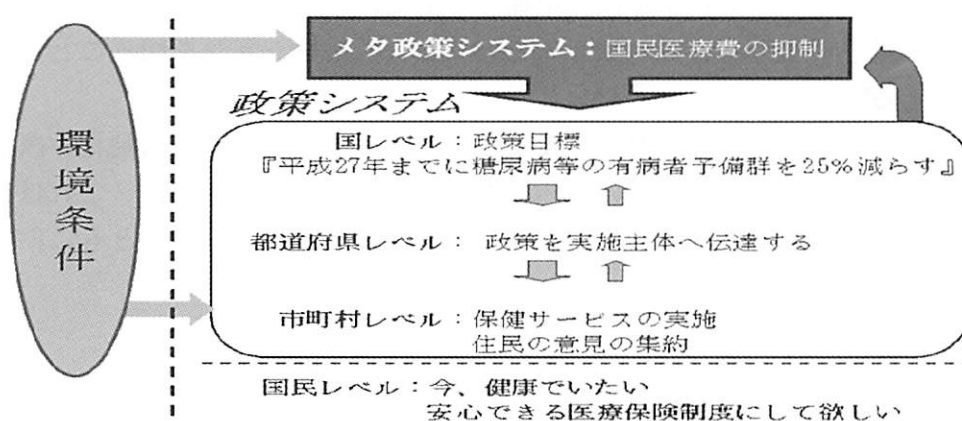 環境条件
メタ政策システム：国民医療費の抑制
政策システム
国レベル：政策目標
『平成27年までに糖尿病等の有病者予備群を25%減らす』
都道府県レベル： 政策を実施主体へ伝達する
市町村レベル：保健サービスの実施
住民の意見の集約
国民レベル：今、健康でいたい
安心できる医療保険制度にして欲しい